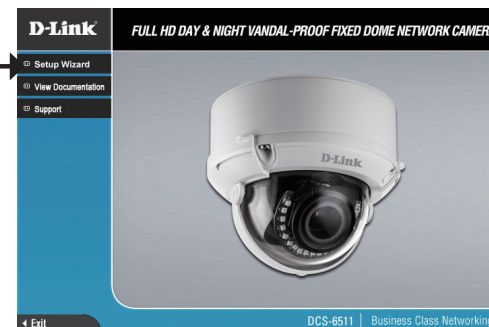 D-Link
FULL HD DAY & NIGHT VANDAL-PROOF FIXED DOME NETWORK CAMER
Setup Wizard
View Documentation
Support
D-Link
Exit
DCS-6511 | Business Class Networking